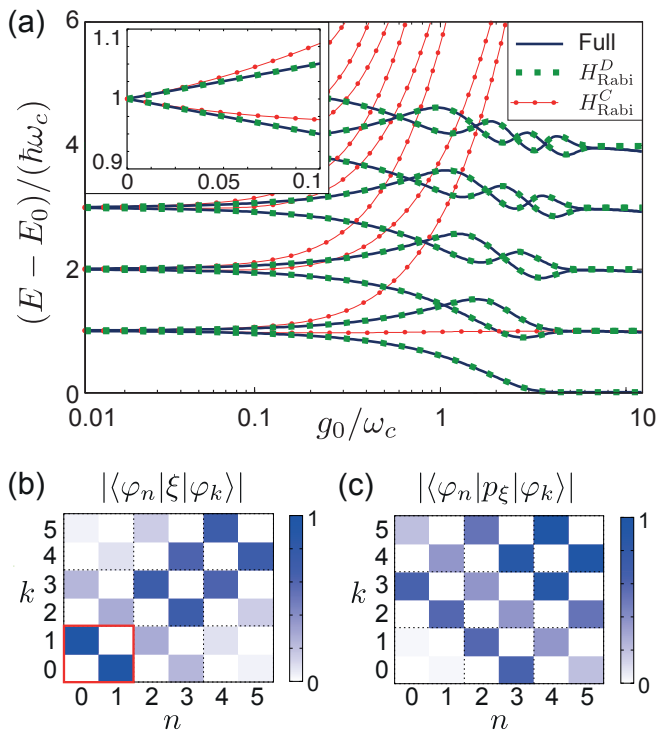 (a)
6
4
2
0
(E − E₀)/(ħω_c)
1.1
1
0.9
0
0.05
0.1
Full
H^D_Rabi
H^C_Rabi
0.01
0.1
1
10
g₀/ω_c
(b)
|⟨φ_n|ξ|φ_k⟩|
5
4
3
2
1
0
k
0 1 2 3 4 5
n
1
0
(c)
|⟨φ_n|p_ξ|φ_k⟩|
5
4
3
2
1
0
k
0 1 2 3 4 5
n
1
0